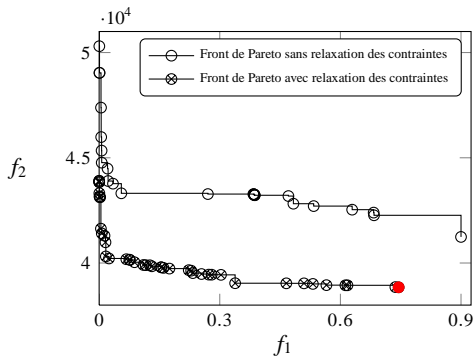 ·10⁴
5
4.5
4
f₂
Front de Pareto sans relaxation des contraintes
Front de Pareto avec relaxation des contraintes
0
0.3
0.6
0.9
f₁